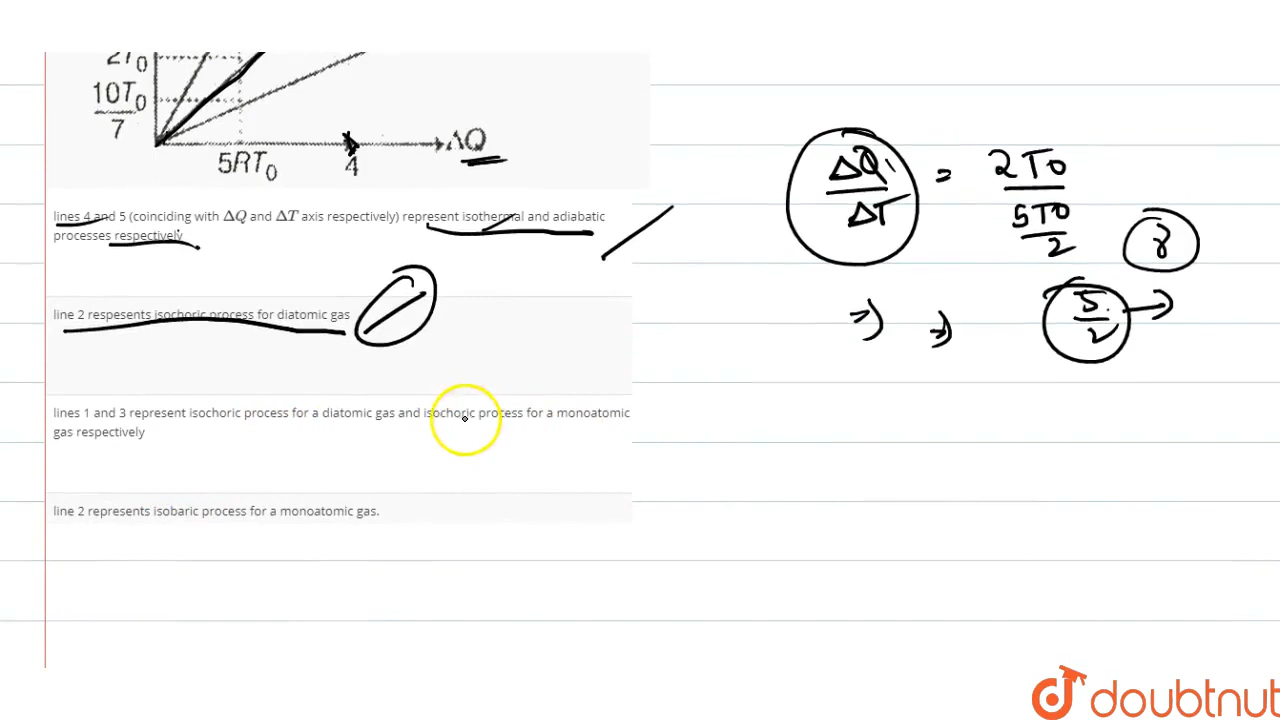 2T0
10T0
7
ΔQ
5RT0
4
lines 4 and 5 (coinciding with ΔQ and ΔT axis respectively) represent isothermal and adiabatic
processes respectively
line 2 respesents isochoric process for diatomic gas
lines 1 and 3 represent isochoric process for a diatomic gas and isochoric process for a monoatomic
gas respectively
line 2 represents isobaric process for a monoatomic gas.
ΔQ = 2T0
ΔT 5T0
2
⇒ ⇒ 5
2
doubtnut